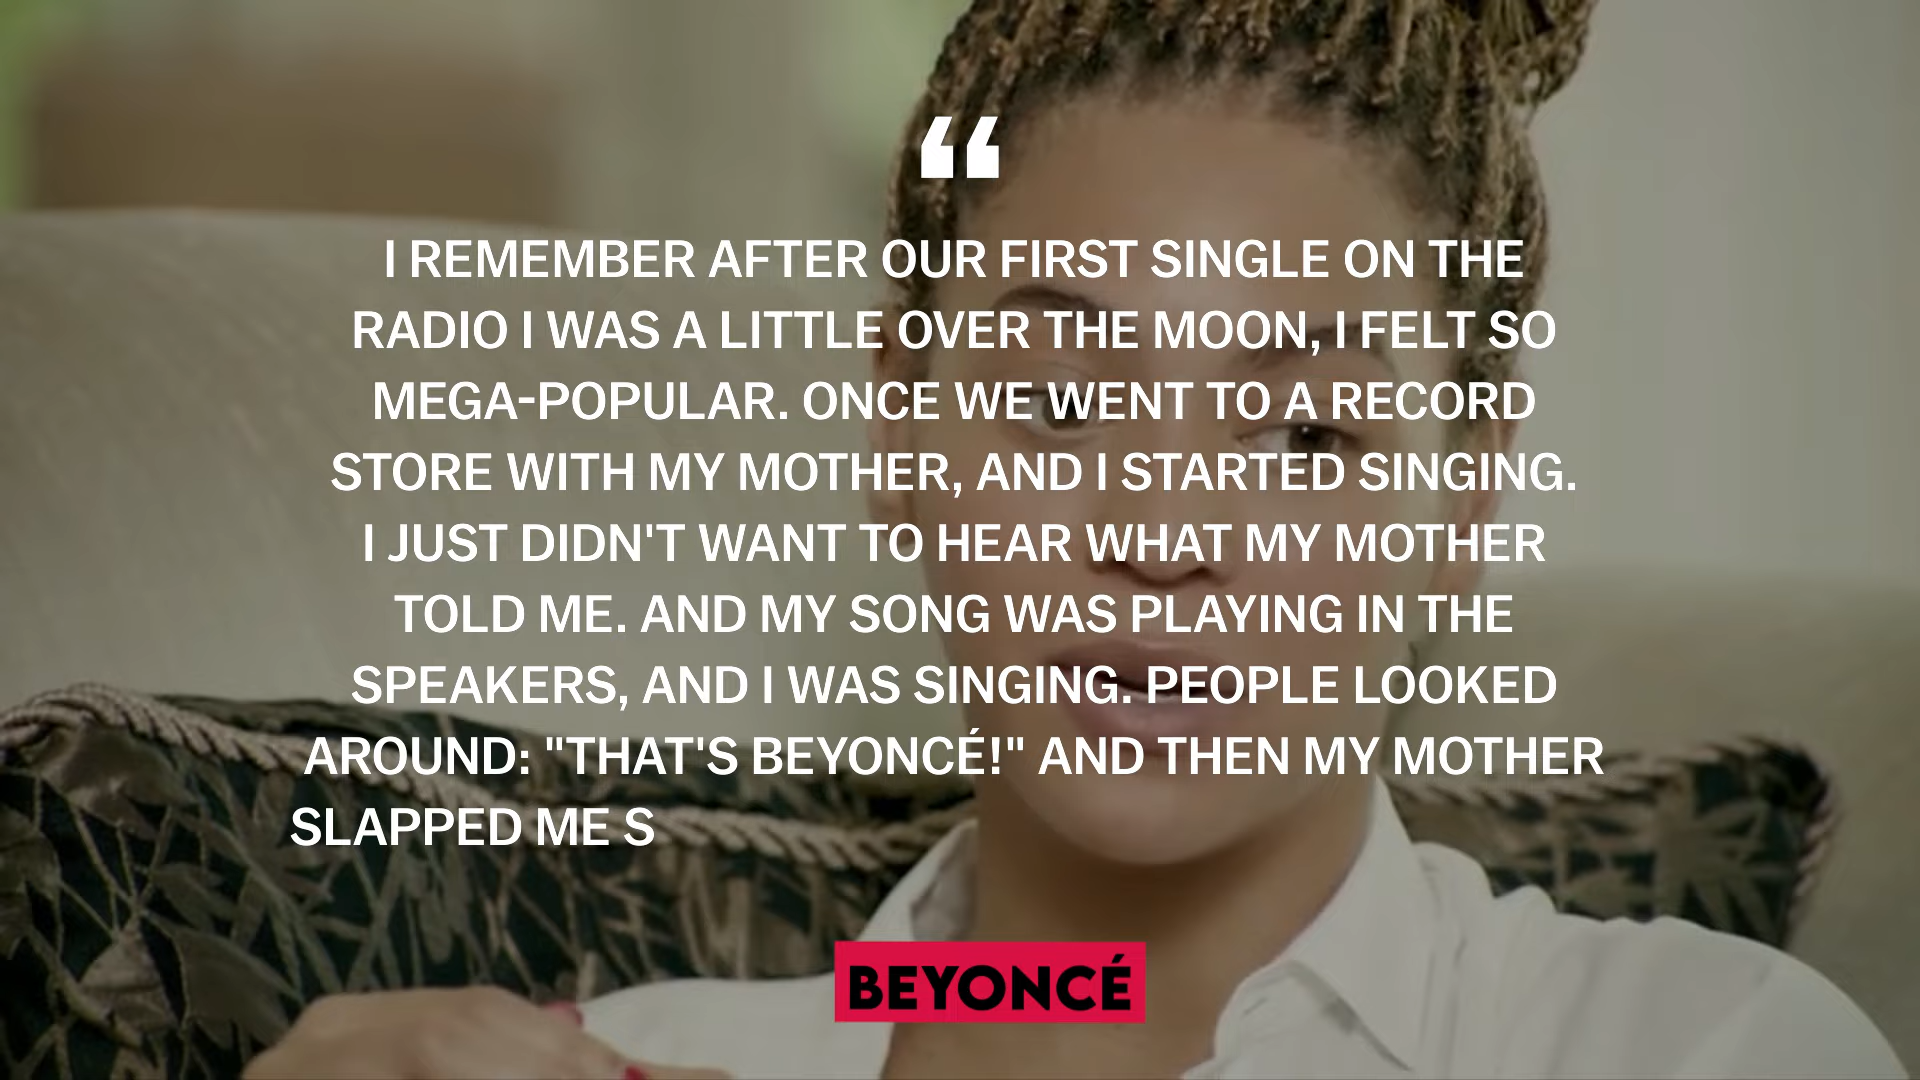 “
I REMEMBER AFTER OUR FIRST SINGLE ON THE
RADIO I WAS A LITTLE OVER THE MOON, I FELT SO
MEGA-POPULAR. ONCE WE WENT TO A RECORD
STORE WITH MY MOTHER, AND I STARTED SINGING.
I JUST DIDN'T WANT TO HEAR WHAT MY MOTHER
TOLD ME. AND MY SONG WAS PLAYING IN THE
SPEAKERS, AND I WAS SINGING. PEOPLE LOOKED
AROUND: "THAT'S BEYONCÉ!" AND THEN MY MOTHER
SLAPPED ME S
BEYONCÉ